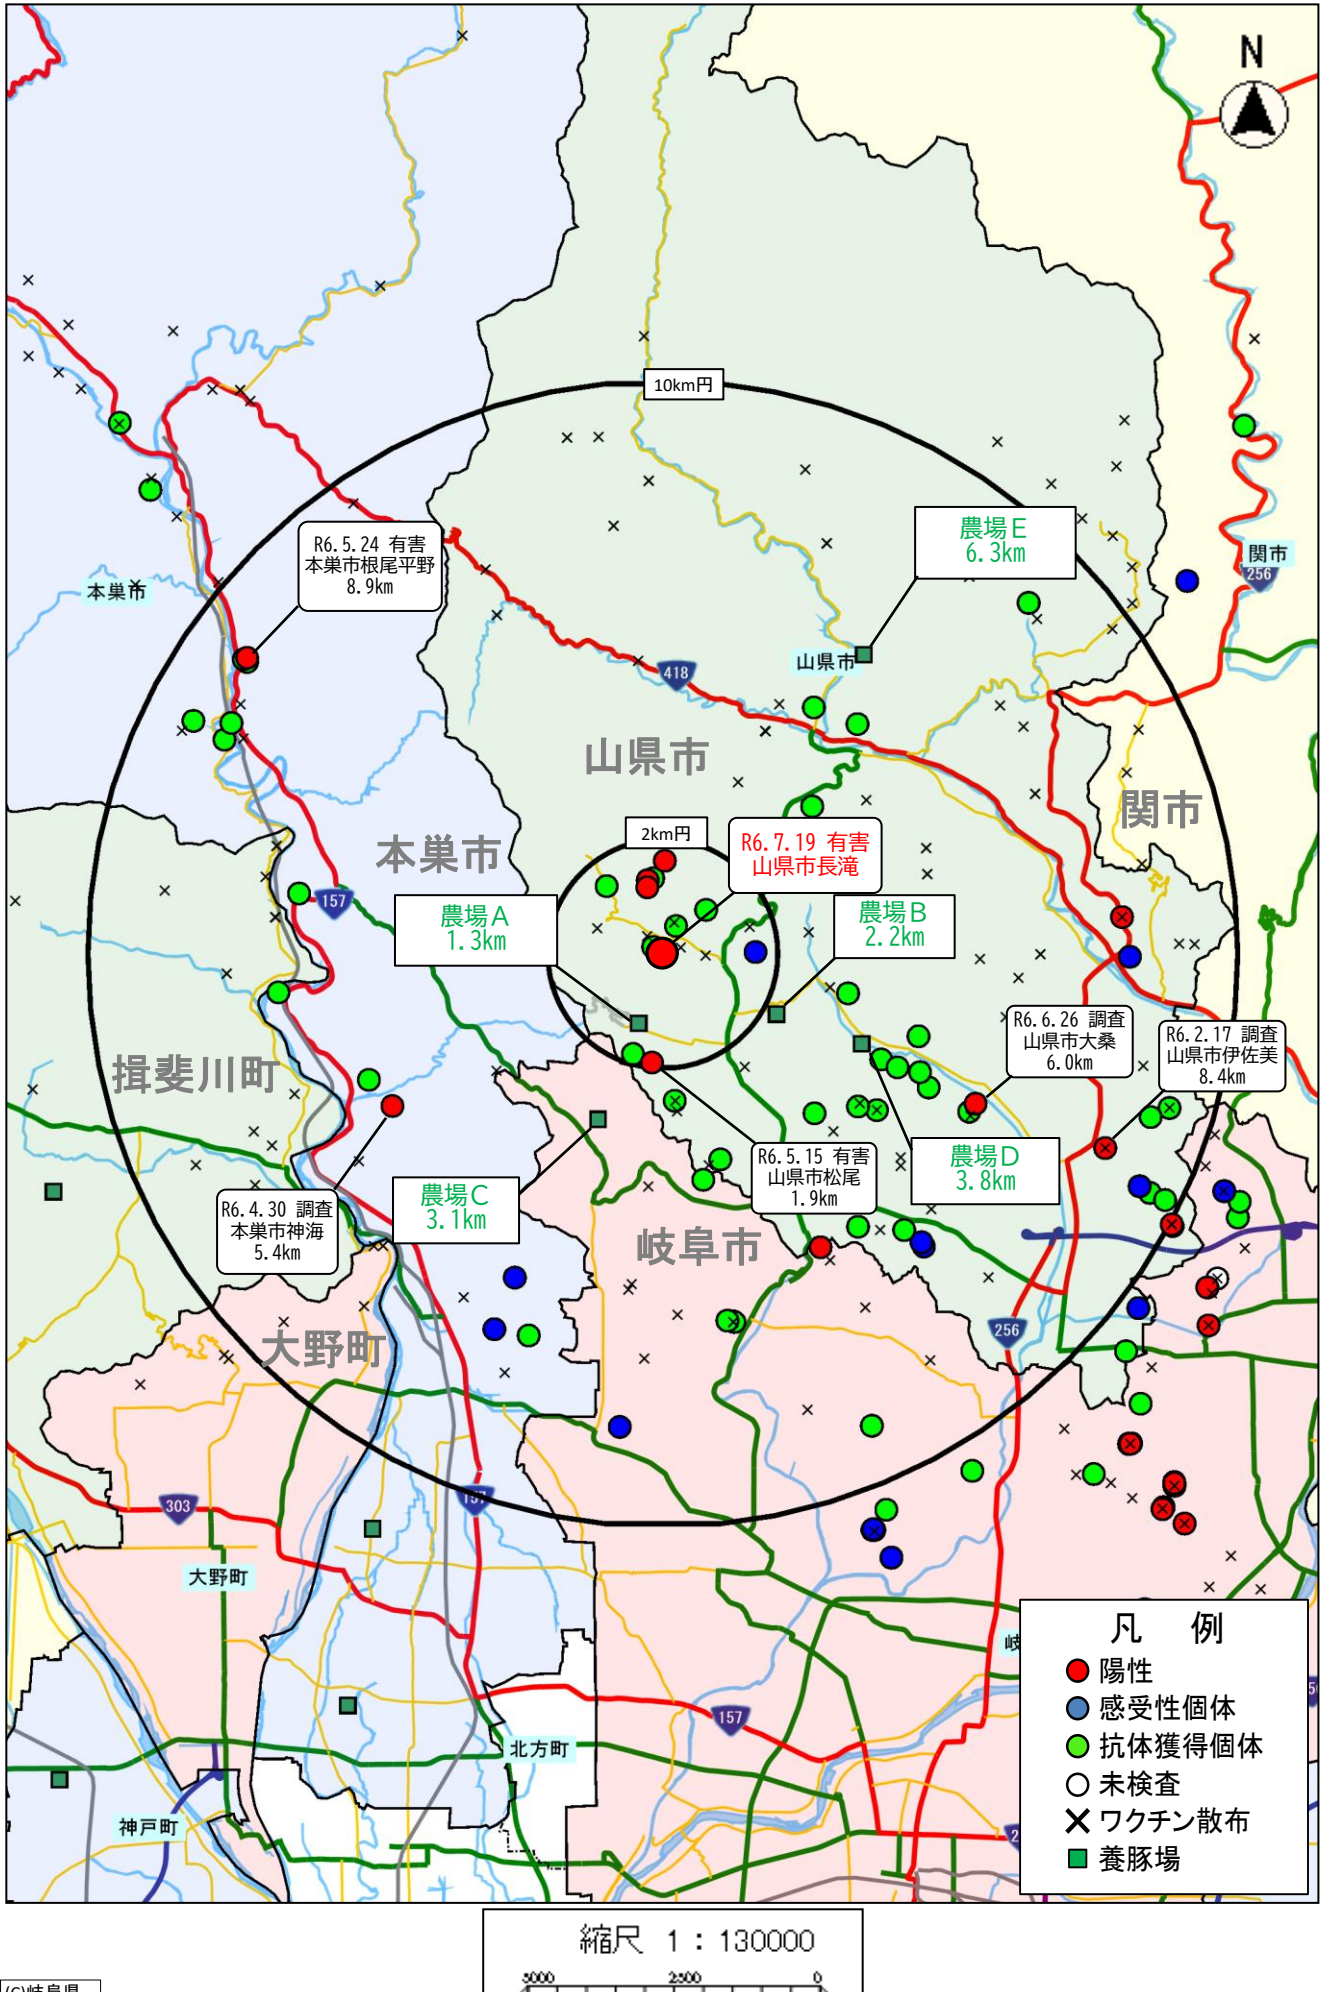 N
10km円
R6.5.24 有害
本巣市根尾平野
8.9km
農場E
6.3km
関市
256
本巣市
山県市
418
山県市
関市
本巣市
2km円
R6.7.19 有害
山県市長滝
157
農場A
1.3km
農場B
2.2km
揖斐川町
R6.6.26 調査
山県市大桑
6.0km
R6.2.17 調査
山県市伊佐美
8.4km
R6.5.15 有害
山県市松尾
1.9km
農場D
3.8km
農場C
3.1km
R6.4.30 調査
本巣市神海
5.4km
岐阜市
大野町
256
303
157
大野町
岐
157
北方町
神戸町
凡 例
陽性
感受性個体
抗体獲得個体
未検査
ワクチン散布
養豚場
縮尺 1：130000
5000 2500 0